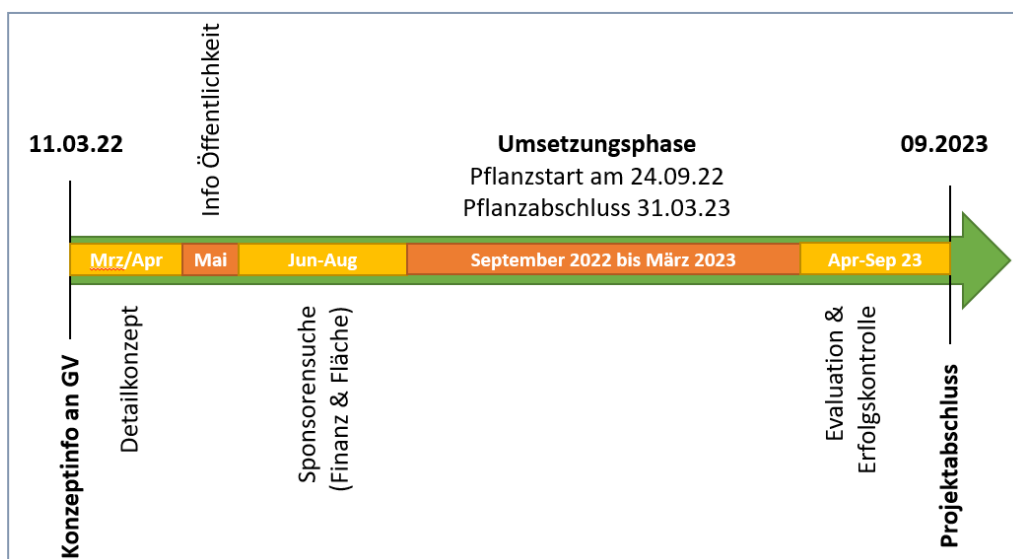 Info Öffentlichkeit
11.03.22
Umsetzungsphase
Pflanzstart am 24.09.22
Pflanzabschluss 31.03.23
09.2023
Mrz/Apr
Mai
Jun-Aug
September 2022 bis März 2023
Apr-Sep 23
Konzeptinfo an GV
Detailkonzept
Sponsorensuche
(Finanz & Fläche)
Evaluation &
Erfolgskontrolle
Projektabschluss